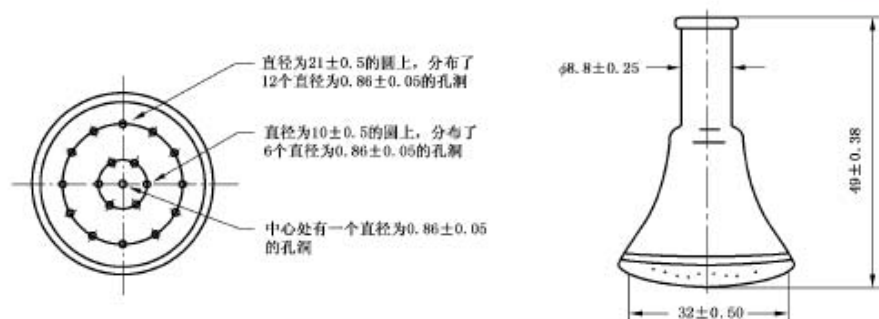 直径为21±0.5的圆上，分布了
12个直径为0.86±0.05的孔洞
直径为10±0.5的圆上，分布了
6个直径为0.86±0.05的孔洞
中心处有一个直径为0.86±0.05
的孔洞
ϕ8.8±0.25
49±0.38
32±0.50